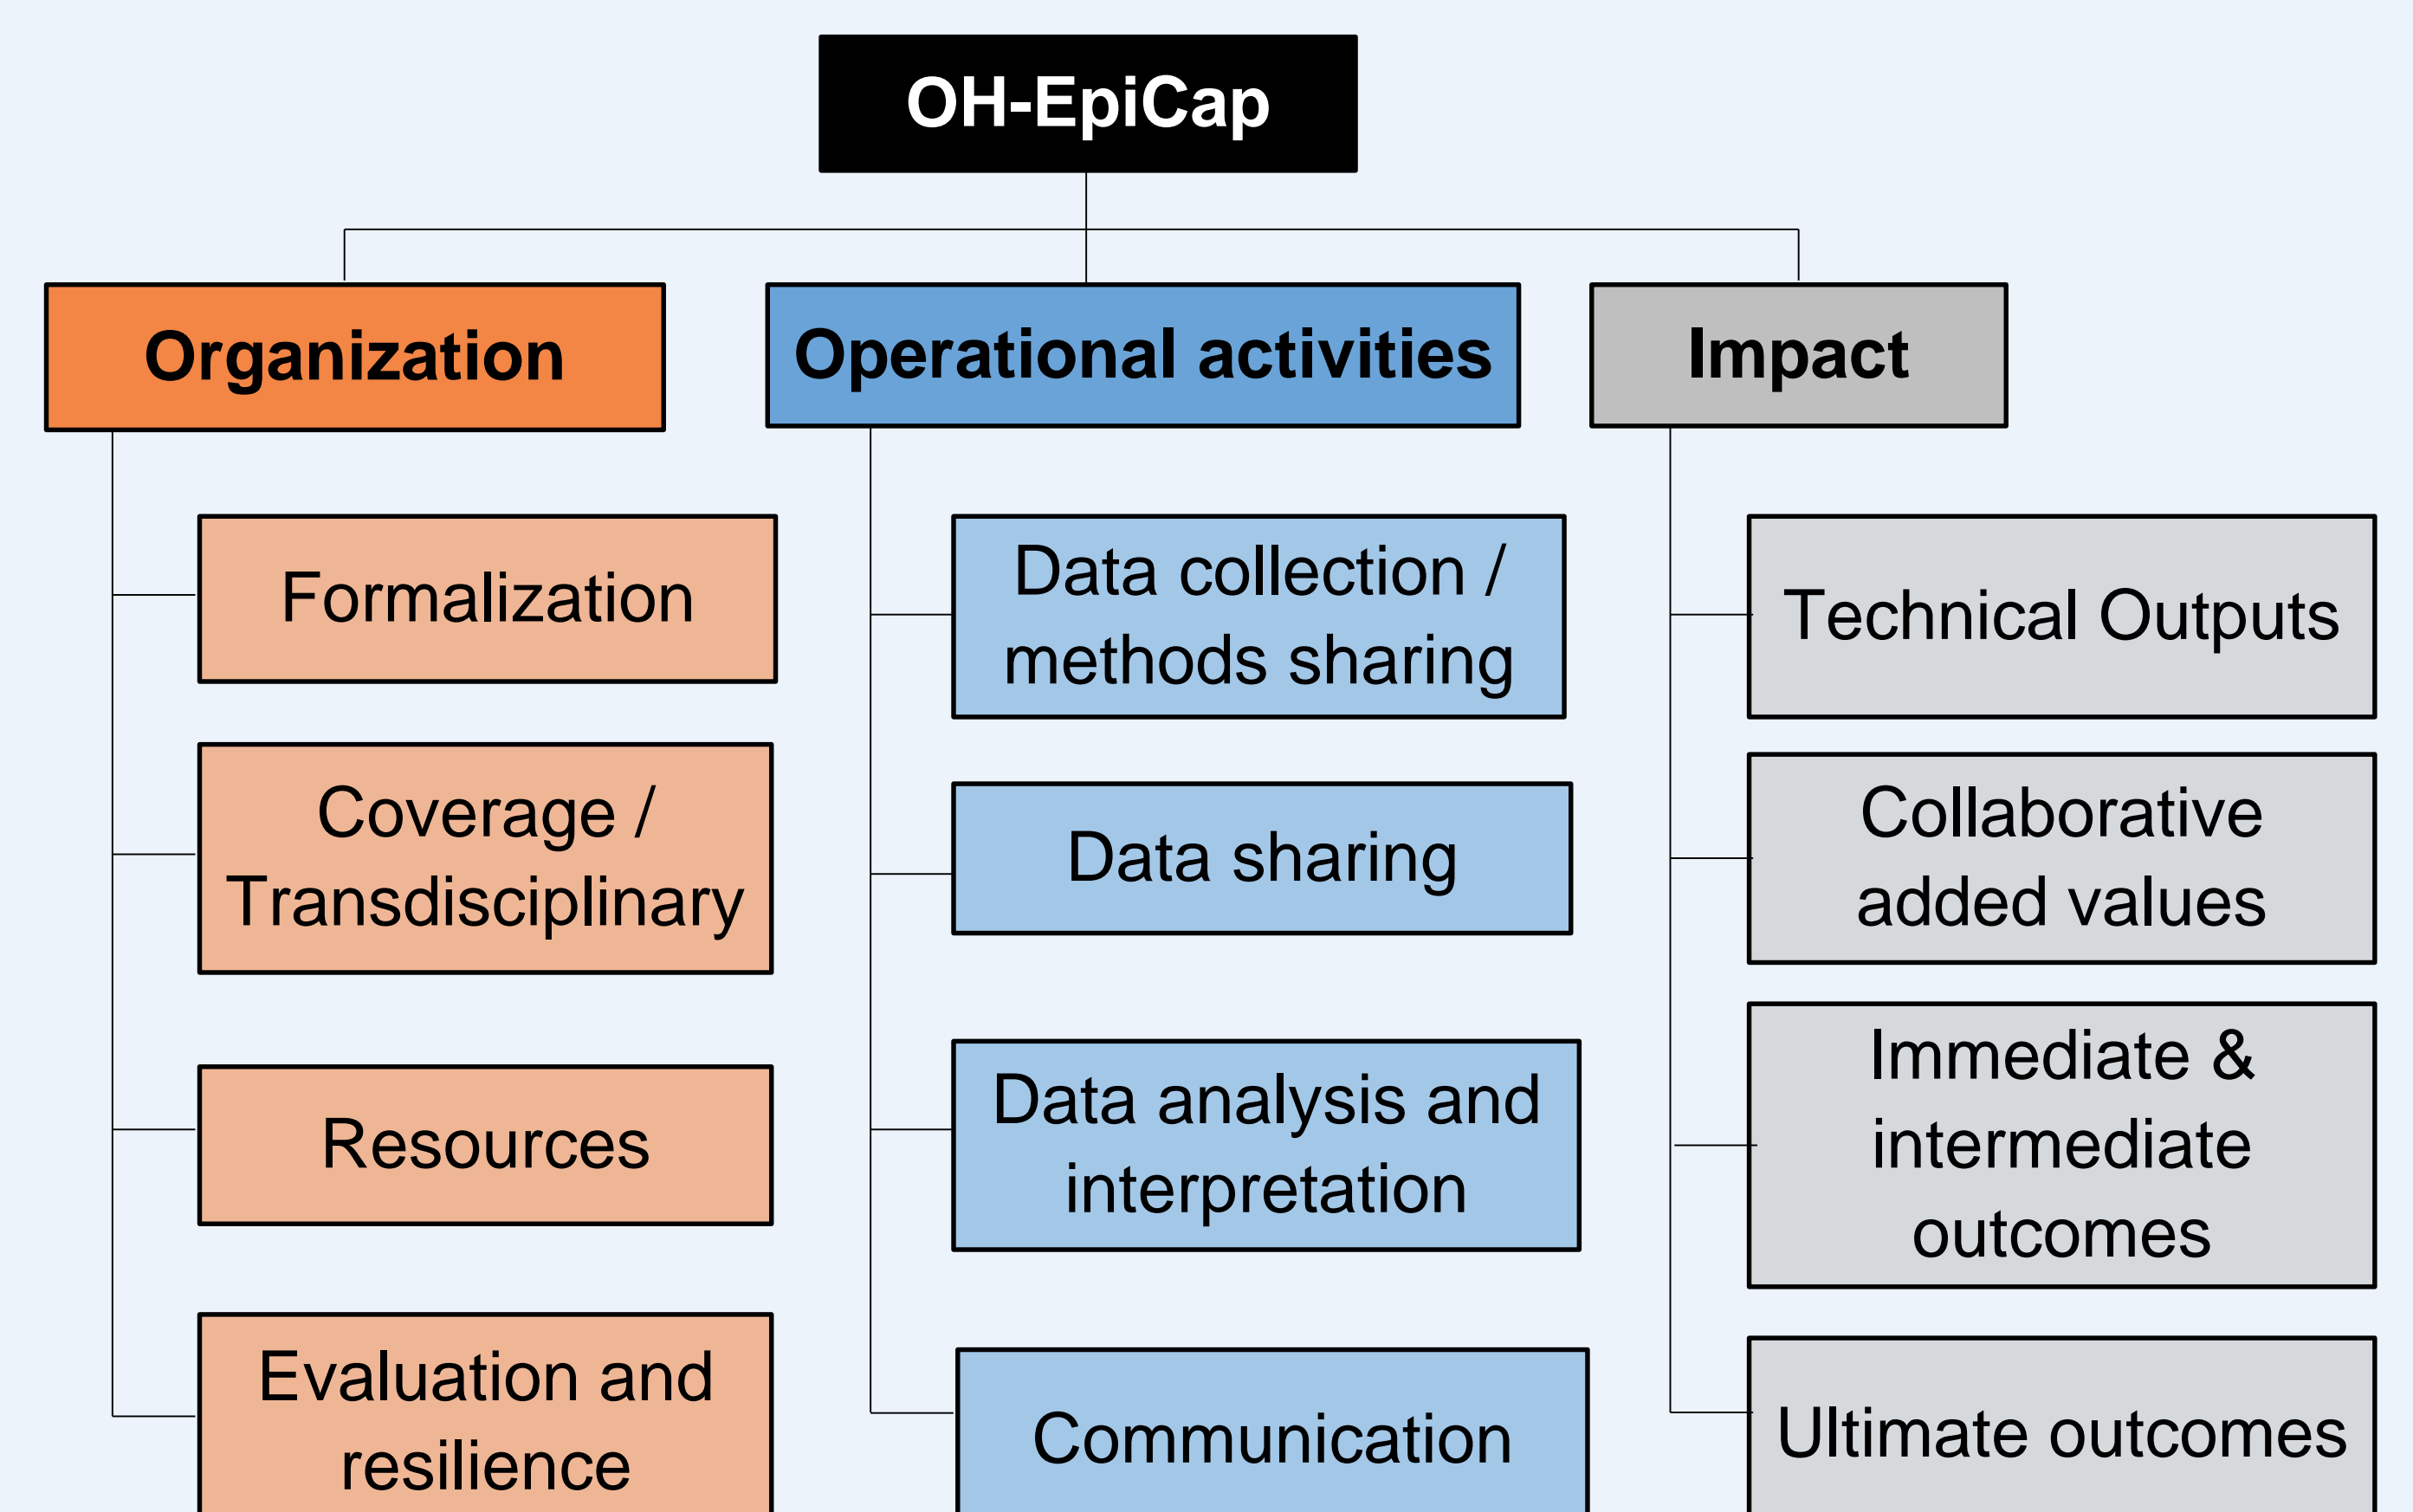 OH-EpiCap
Organization
Formalization
Coverage /
Transdisciplinary
Resources
Evaluation and
resilience
Operational activities
Data collection /
methods sharing
Data sharing
Data analysis and
interpretation
Communication
Impact
Technical Outputs
Collaborative
added values
Immediate &
intermediate
outcomes
Ultimate outcomes